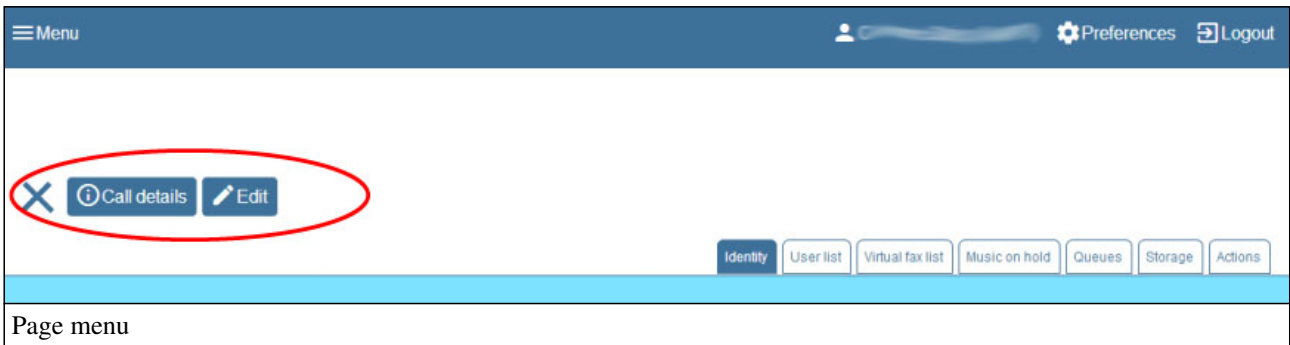 Menu Preferences Logout
Call details Edit
Identity User list Virtual fax list Music on hold Queues Storage Actions
Page menu